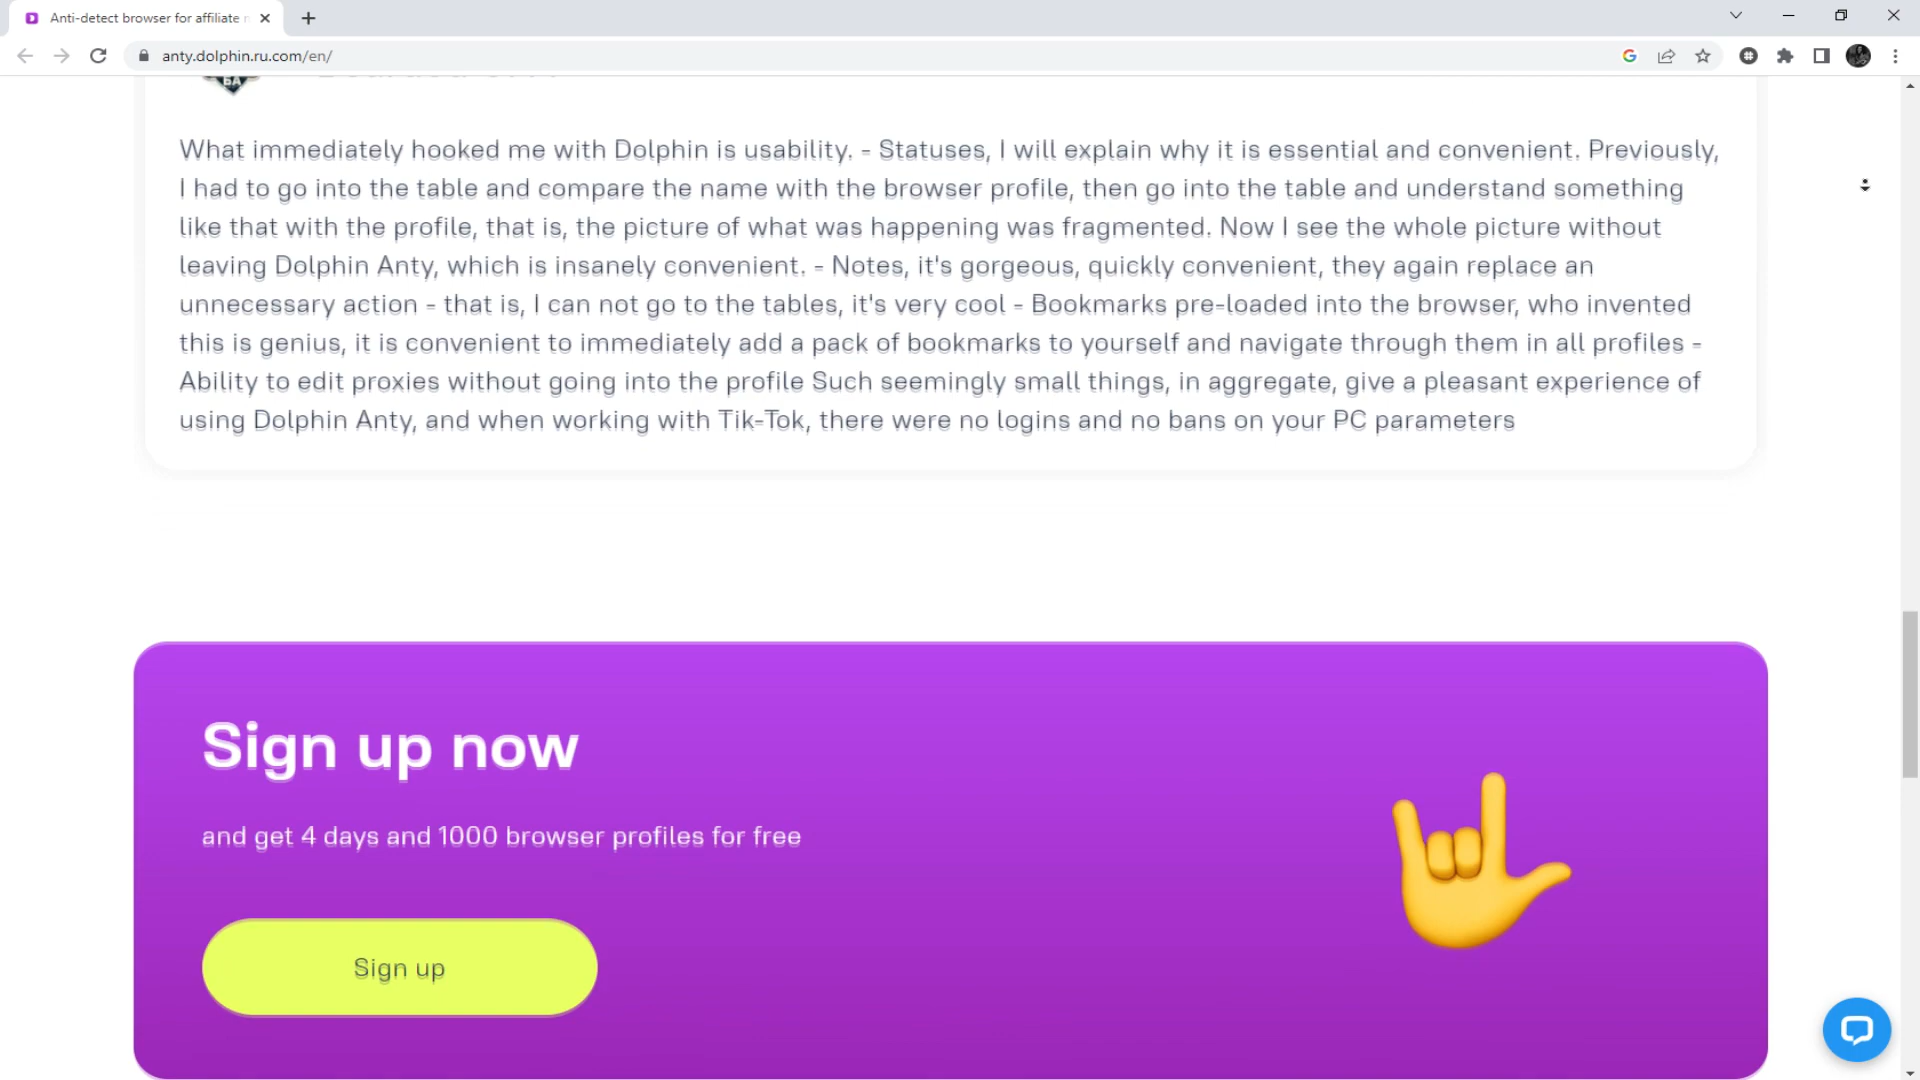 Anti-detect browser for affiliate
anty.dolphin.ru.com/en/
БА
What immediately hooked me with Dolphin is usability. - Statuses, I will explain why it is essential and convenient. Previously,
I had to go into the table and compare the name with the browser profile, then go into the table and understand something
like that with the profile, that is, the picture of what was happening was fragmented. Now I see the whole picture without
leaving Dolphin Anty, which is insanely convenient. - Notes, it's gorgeous, quickly convenient, they again replace an
unnecessary action - that is, I can not go to the tables, it's very cool - Bookmarks pre-loaded into the browser, who invented
this is genius, it is convenient to immediately add a pack of bookmarks to yourself and navigate through them in all profiles -
Ability to edit proxies without going into the profile Such seemingly small things, in aggregate, give a pleasant experience of
using Dolphin Anty, and when working with Tik-Tok, there were no logins and no bans on your PC parameters
Sign up now
and get 4 days and 1000 browser profiles for free
Sign up